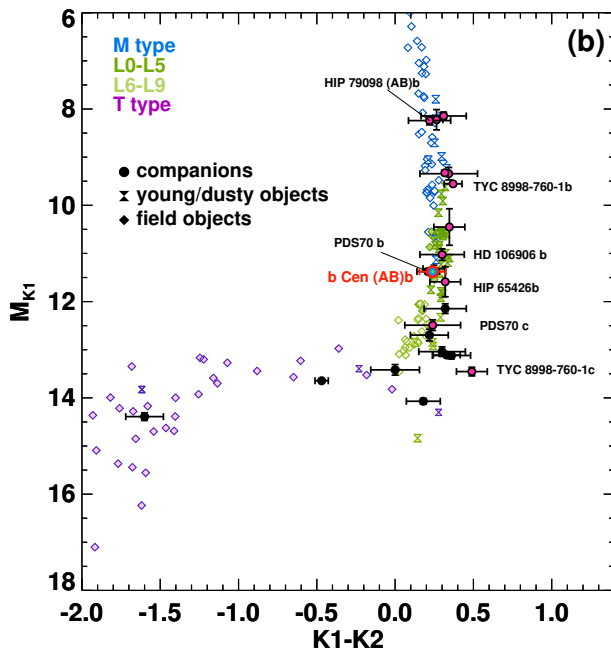 (b)
M type
L0-L5
L6-L9
T type
companions
young/dusty objects
field objects
HIP 79098 (AB)b
TYC 8998-760-1b
PDS70 b
HD 106906 b
b Cen (AB)b
HIP 65426b
PDS70 c
TYC 8998-760-1c
6
8
10
12
14
16
18
MK1
-2.0 -1.5 -1.0 -0.5 0.0 0.5 1.0
K1-K2